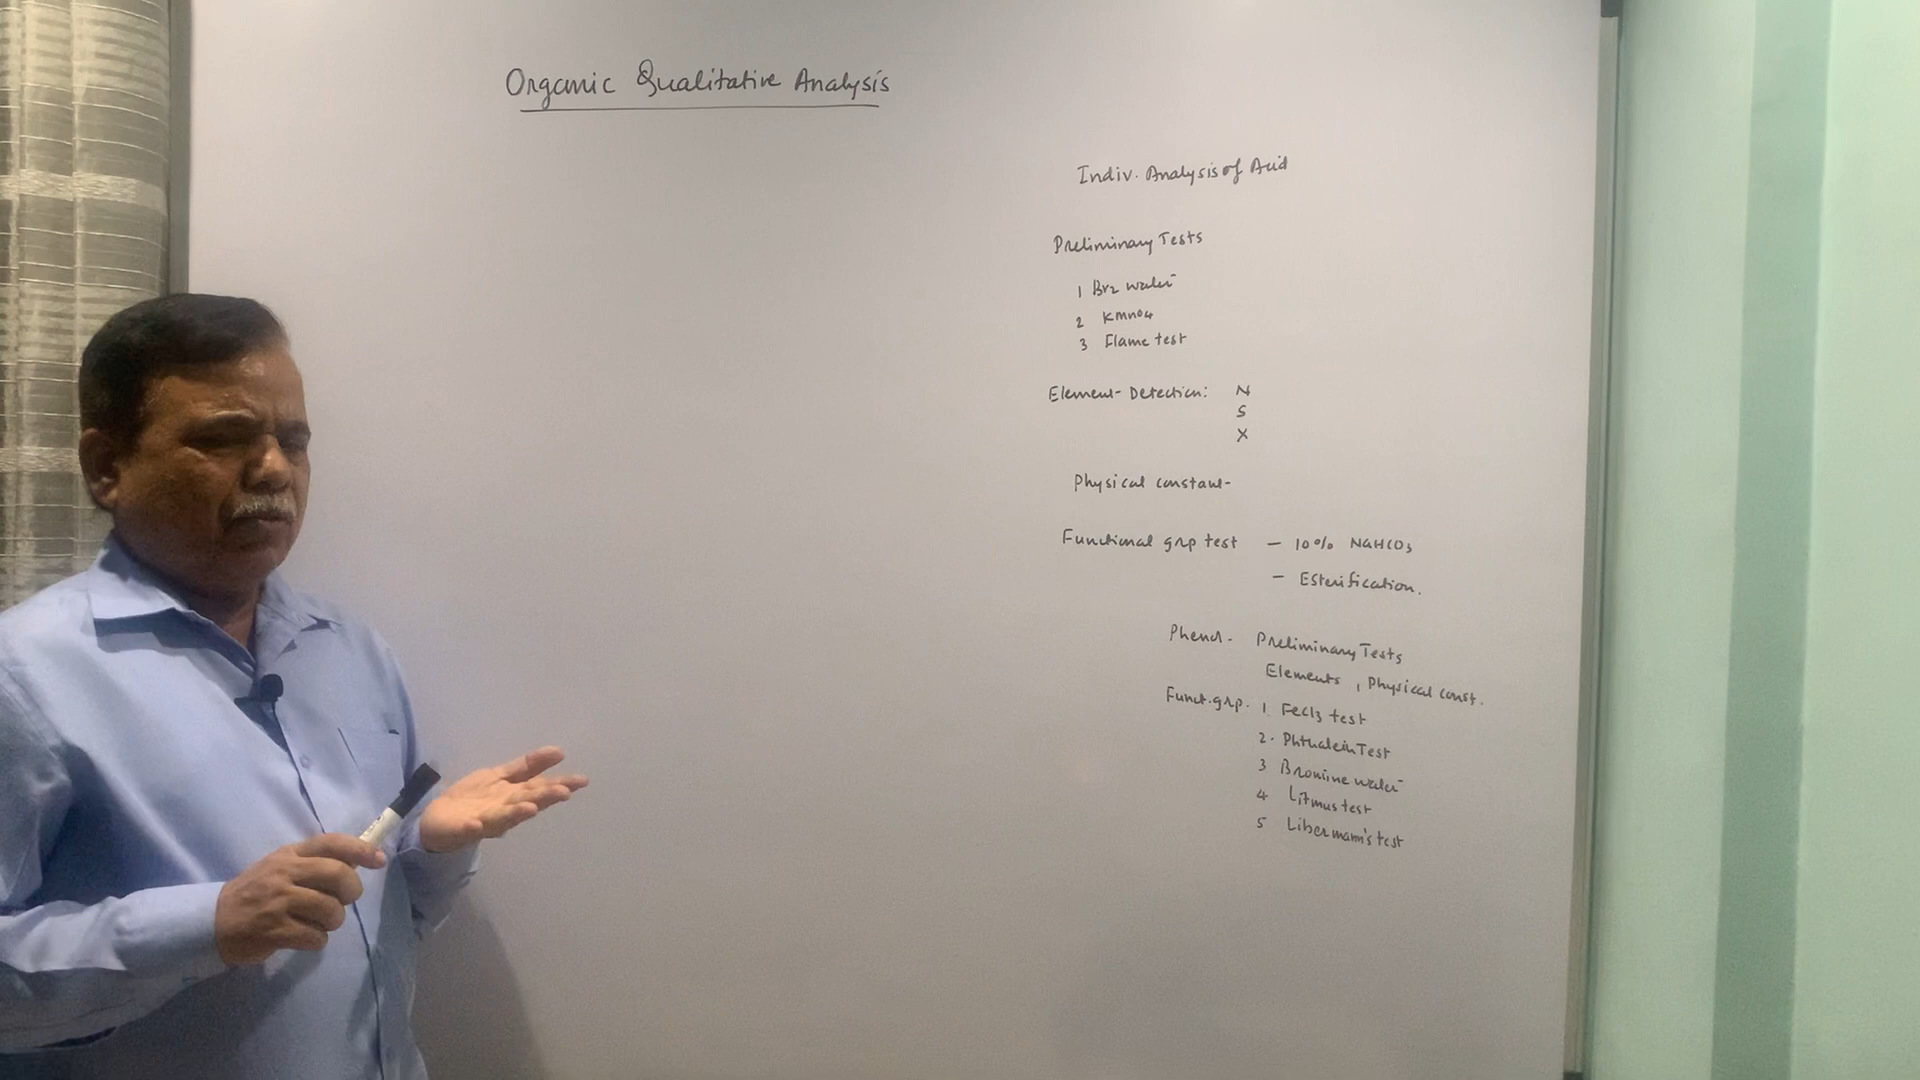 Organic Qualitative Analysis
Indiv. Analysis of Acid
Preliminary Tests
1 Br2 water
2 KMnO4
3 Flame test
Element Detection: N
S
X
Physical constant
Functional grp test - 10% NaHCO3
- Esterification.
Phenol. Preliminary Tests
Elements, Physical const.
Funct. grp. 1. FeCl3 test
2. Phthalein Test
3 Bromine water
4 Litmus test
5 Libermann's test